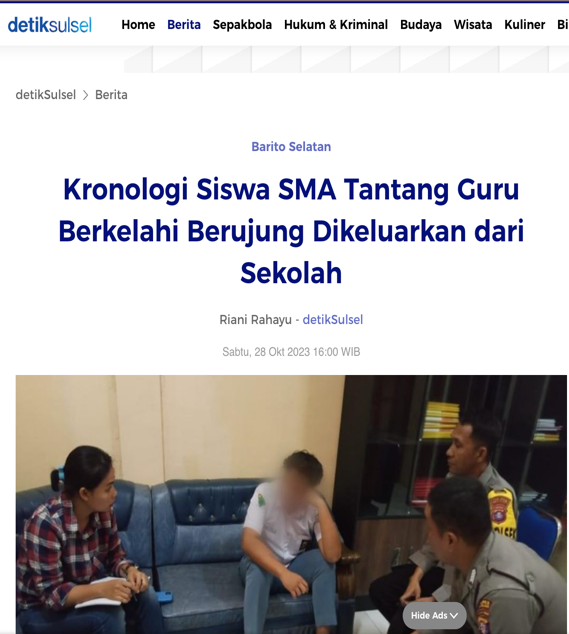 detiksulsel Home Berita Sepakbola Hukum & Kriminal Budaya Wisata Kuliner Bi
detikSulsel > Berita
Barito Selatan
Kronologi Siswa SMA Tantang Guru
Berkelahi Berujung Dikeluarkan dari
Sekolah
Riani Rahayu - detikSulsel
Sabtu, 28 Okt 2023 16:00 WIB
Hide Ads